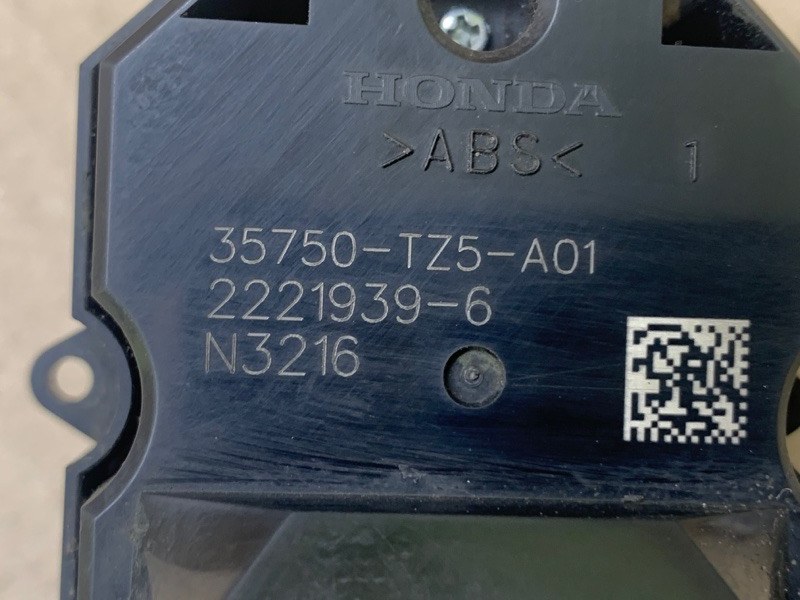 HONDA
>ABS< 1
35750-TZ5-A01
2221939-6
N3216